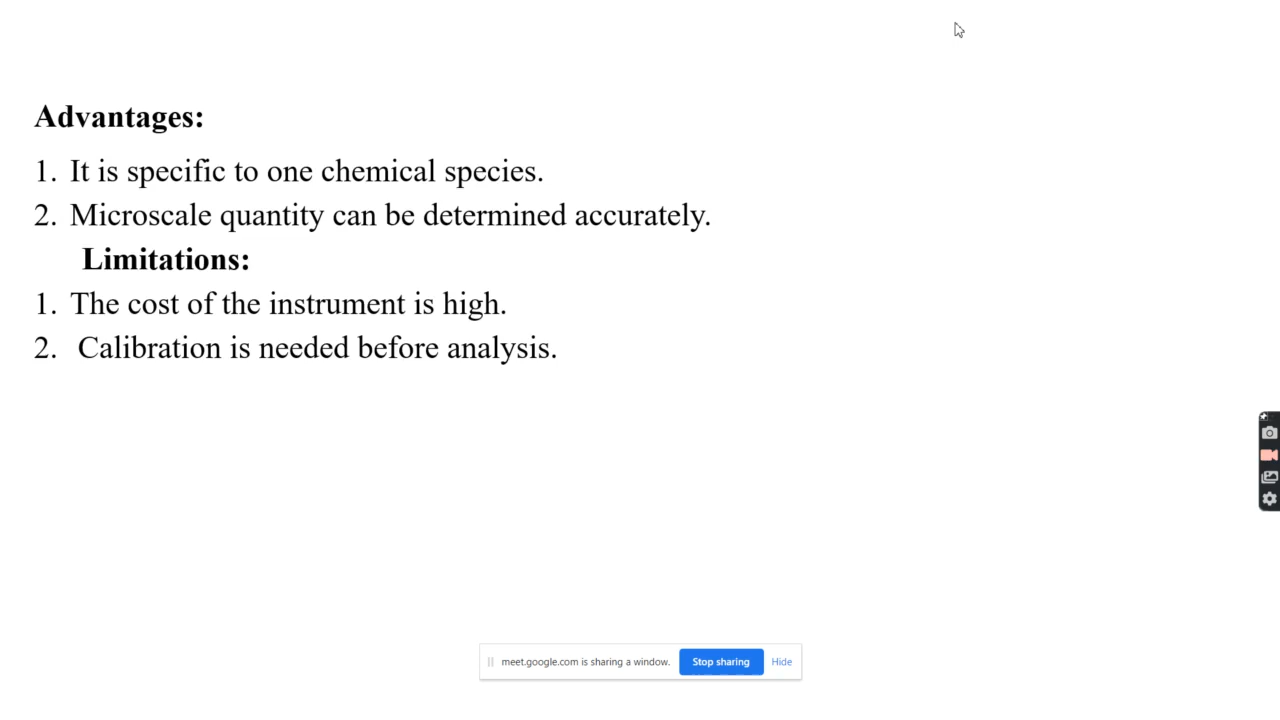 Advantages:
1. It is specific to one chemical species.
2. Microscale quantity can be determined accurately.
Limitations:
1. The cost of the instrument is high.
2. Calibration is needed before analysis.
meet.google.com is sharing a window. Stop sharing Hide